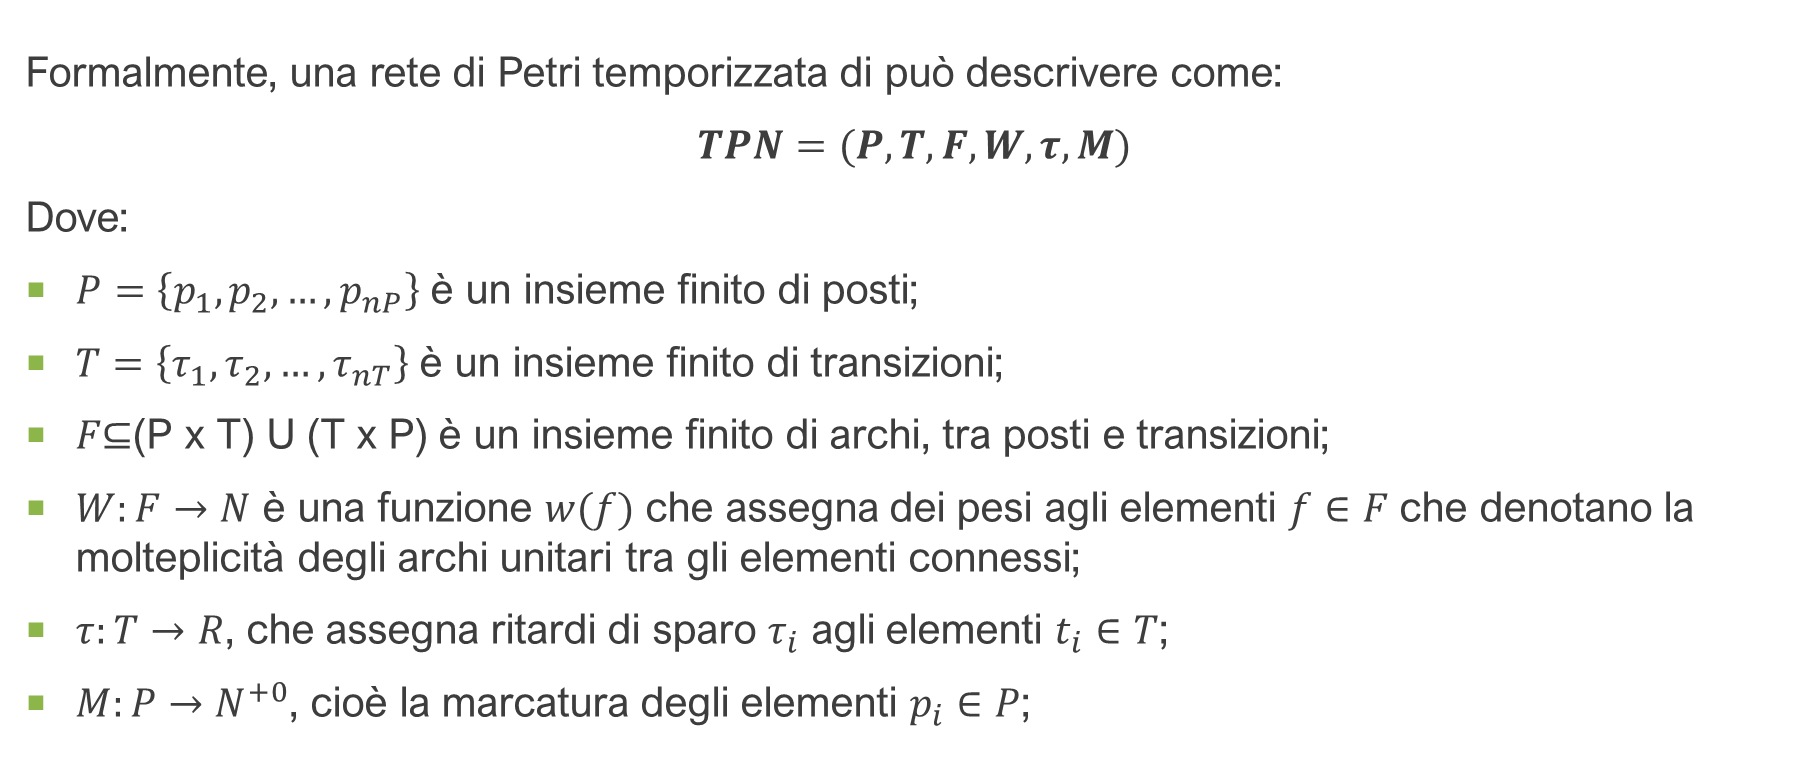 Formalmente, una rete di Petri temporizzata di può descrivere come:
TPN = (P, T, F, W, τ, M)
Dove:
▪ P = {p₁, p₂, … , pₙP} è un insieme finito di posti;
▪ T = {τ₁, τ₂, … , τₙT} è un insieme finito di transizioni;
▪ F⊆(P x T) U (T x P) è un insieme finito di archi, tra posti e transizioni;
▪ W: F → N è una funzione w(f) che assegna dei pesi agli elementi f ∈ F che denotano la
molteplicità degli archi unitari tra gli elementi connessi;
▪ τ: T → R, che assegna ritardi di sparo τᵢ agli elementi tᵢ ∈ T;
▪ M: P → N⁺⁰, cioè la marcatura degli elementi pᵢ ∈ P;